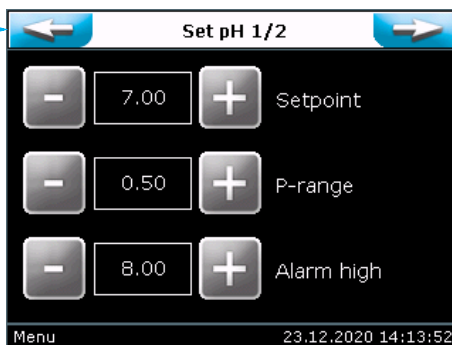 Set pH 1/2
- 7.00 + Setpoint
- 0.50 + P-range
- 8.00 + Alarm high
Menu 23.12.2020 14:13:52